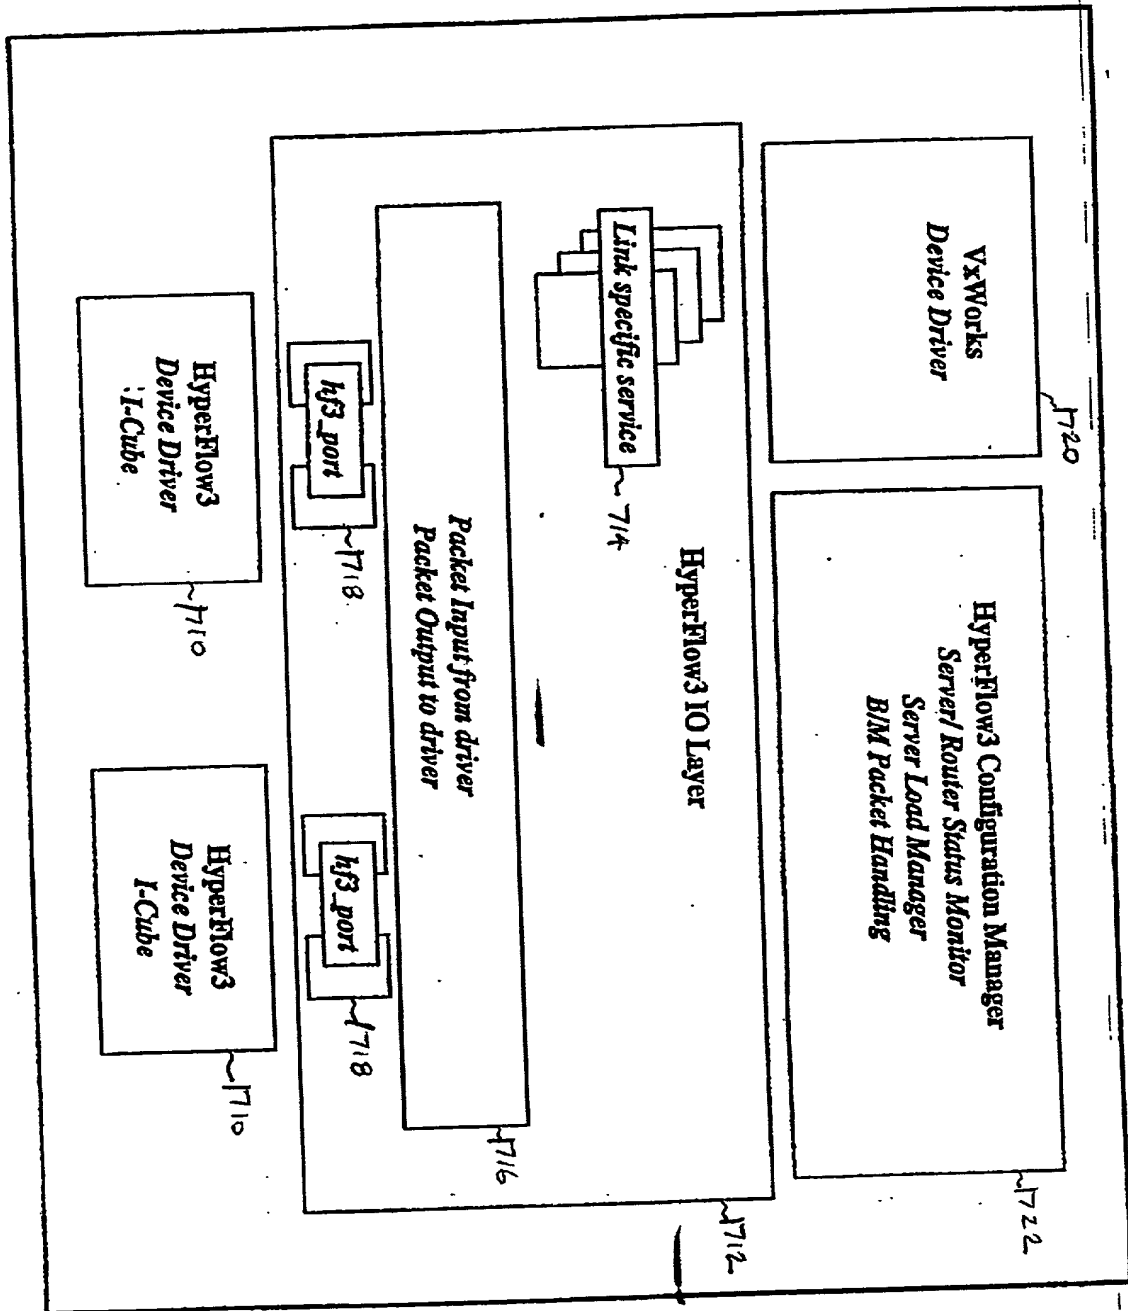 VxWorks
Device Driver
720
HyperFlow3 Configuration Manager
Server/ Router Status Monitor
Server Load Manager
B/M Packet Handling
722
HyperFlow3 IO Layer
712
Link specific service
714
Packet Input from driver
Packet Output to driver
716
hf3_port
718
hf3_port
718
HyperFlow3
Device Driver
I-Cube
710
HyperFlow3
Device Driver
I-Cube
710